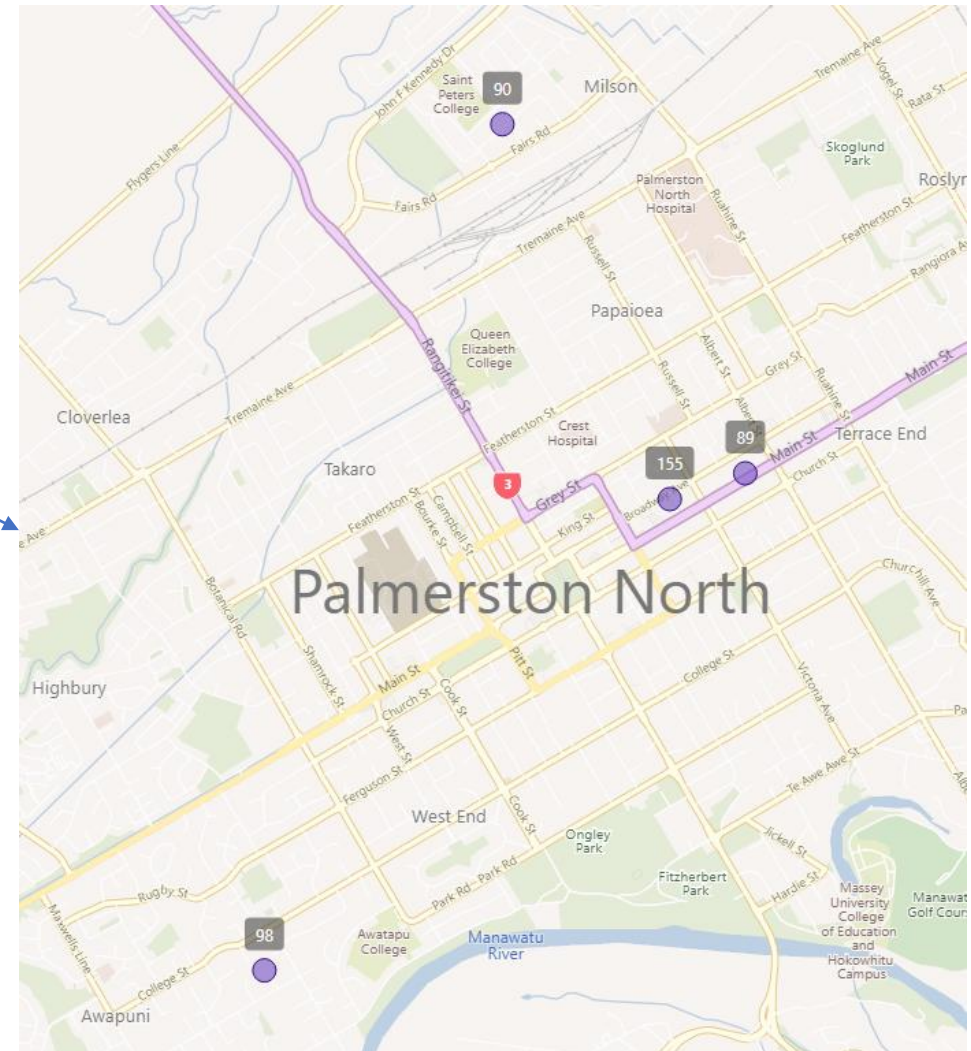 Tremaine Ave
Vogel St
Rata St
Saint
Peters
College
John F Kennedy Dr
90
Milson
Fairs Rd
Flygers Line
Skoglund
Park
Roslyn
Palmerston
North
Hospital
Ruahine St
Fairs Rd
Tremaine Ave
Featherston St
Russell St
Rangiora A
Papaioea
Queen
Elizabeth
College
Rangitikei St
Albert St
Grey St
Main St
Russell St
Ruahine St
Albert St
Cloverlea
Tremaine Ave
Featherston St
Crest
Hospital
89
Main St
Terrace End
155
Church St
Takaro
3
Grey St
Broadway Ave
King St
Featherston St
Bourke St
Campbell St
e Ave
Palmerston North
Churchill Ave
Botanical Rd
Pitt St
College St
Victoria Ave
Highbury
Shamrock St
Main St
Church St
Cook St
West St
Pa
Te Awe Awe St
Ferguson St
West End
Cook St
Ongley
Park
Jickell St
Park Rd
Park Rd
Fitzherbert
Park
Hardie St
Massey
University
College
of Education
and
Hokowhitu
Campus
Manawat
Golf Cour
Rugby St
Maxwells Line
98
Awatapu
College
Manawatu
River
College St
Awapuni